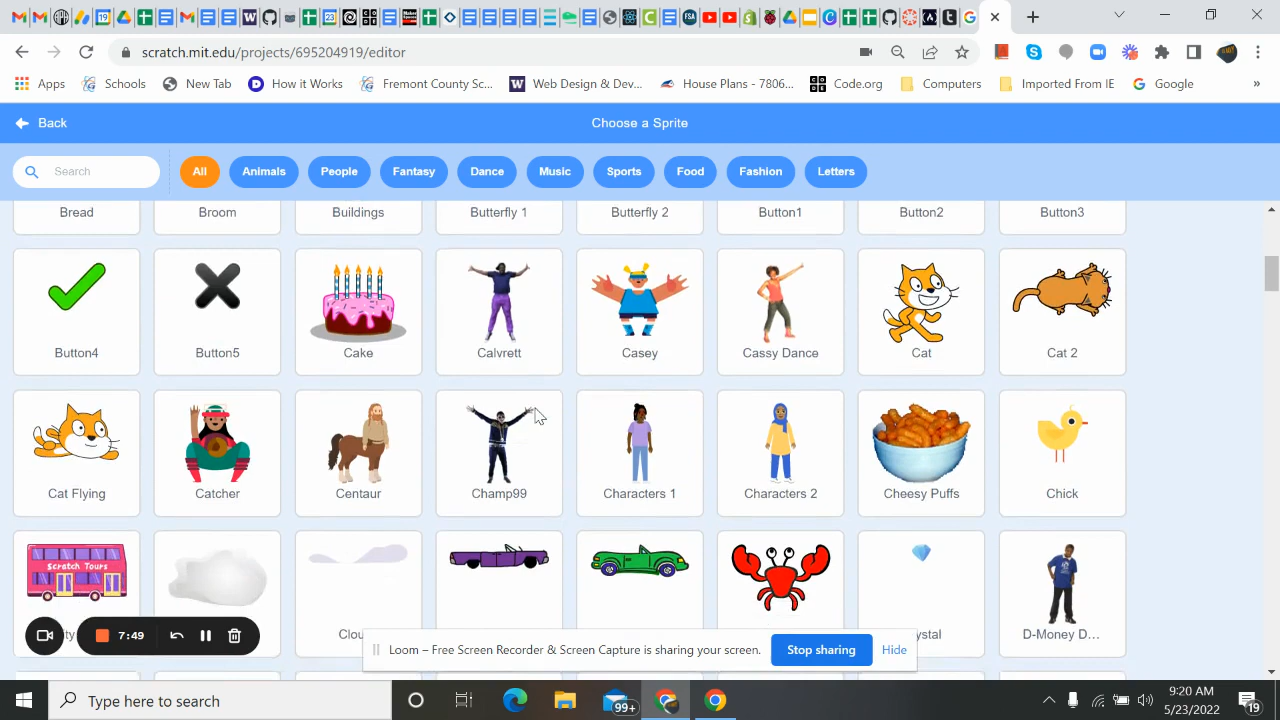 scratch.mit.edu/projects/695204919/editor
Apps Schools New Tab How it Works Fremont County Sc... Web Design & Dev... House Plans - 7806... Code.org Computers Imported From IE Google »
Back Choose a Sprite
Search All Animals People Fantasy Dance Music Sports Food Fashion Letters
Bread Broom Buildings Butterfly 1 Butterfly 2 Button1 Button2 Button3
Button4 Button5 Cake Calvrett Casey Cassy Dance Cat Cat 2
Cat Flying Catcher Centaur Champ99 Characters 1 Characters 2 Cheesy Puffs Chick
Scratch Tours
D-Money D...
7:49
Loom – Free Screen Recorder & Screen Capture is sharing your screen. Stop sharing Hide
Type here to search
99+
9:20 AM
5/23/2022
19